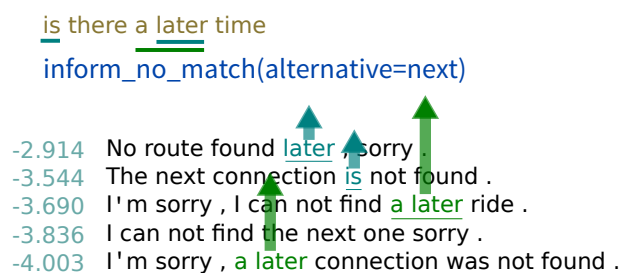 is there a later time
inform_no_match(alternative=next)
-2.914 No route found later , sorry .
-3.544 The next connection is not found .
-3.690 I'm sorry , I can not find a later ride .
-3.836 I can not find the next one sorry .
-4.003 I'm sorry , a later connection was not found .